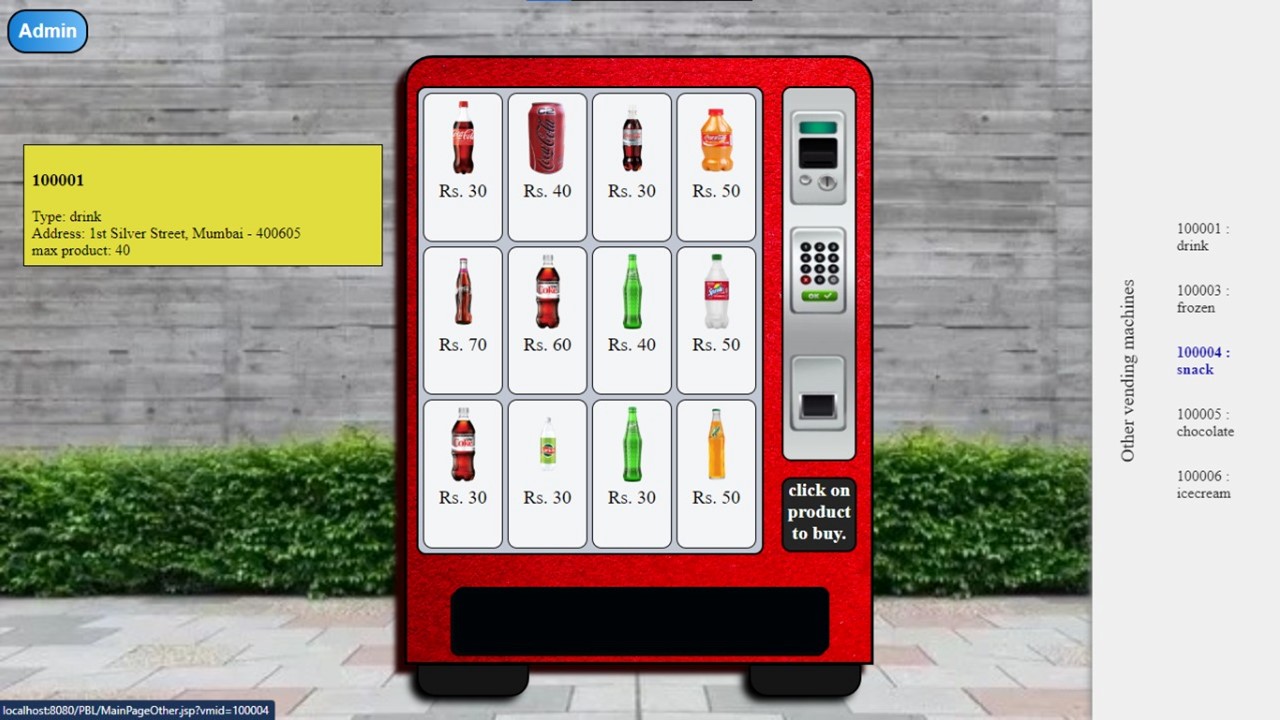 Admin
100001
Type: drink
Address: 1st Silver Street, Mumbai - 400605
max product: 40
Rs. 30
Rs. 40
Rs. 30
Rs. 50
Rs. 70
Rs. 60
Rs. 40
Rs. 50
Rs. 30
Rs. 30
Rs. 30
Rs. 50
OK
click on
product
to buy.
Other vending machines
100001 :
drink
100003 :
frozen
100004 :
snack
100005 :
chocolate
100006 :
icecream
localhost:8080/PBL/MainPageOther.jsp?vmid=100004